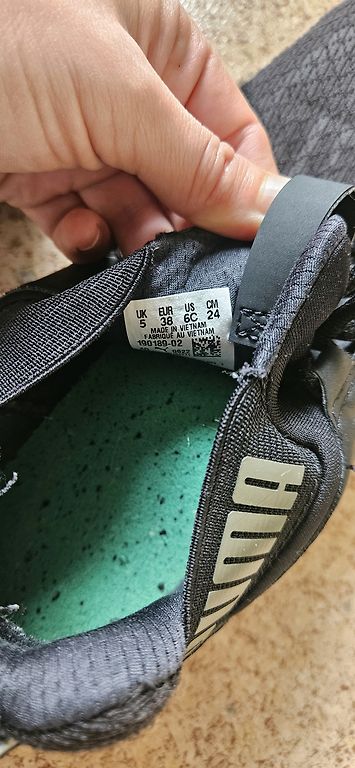 UK EUR US CM
5 38 6C 24
MADE IN VIETNAM
FABRIQUE AU VIETNAM
190189-02
PUMA